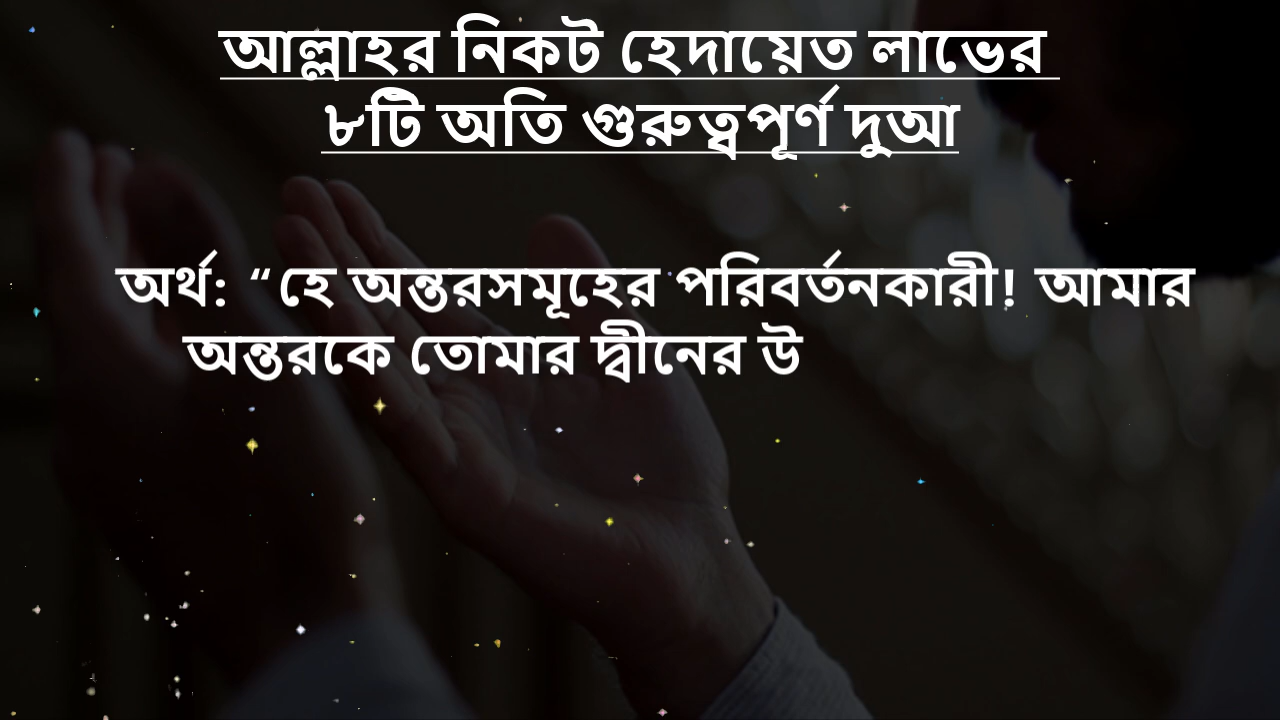 আল্লাহর নিকট হেদায়েত লাভের
৮টি অতি গুরুত্বপূর্ণ দুআ
অর্থ: “হে অন্তরসমূহের পরিবর্তনকারী! আমার
অন্তরকে তোমার দ্বীনের উ